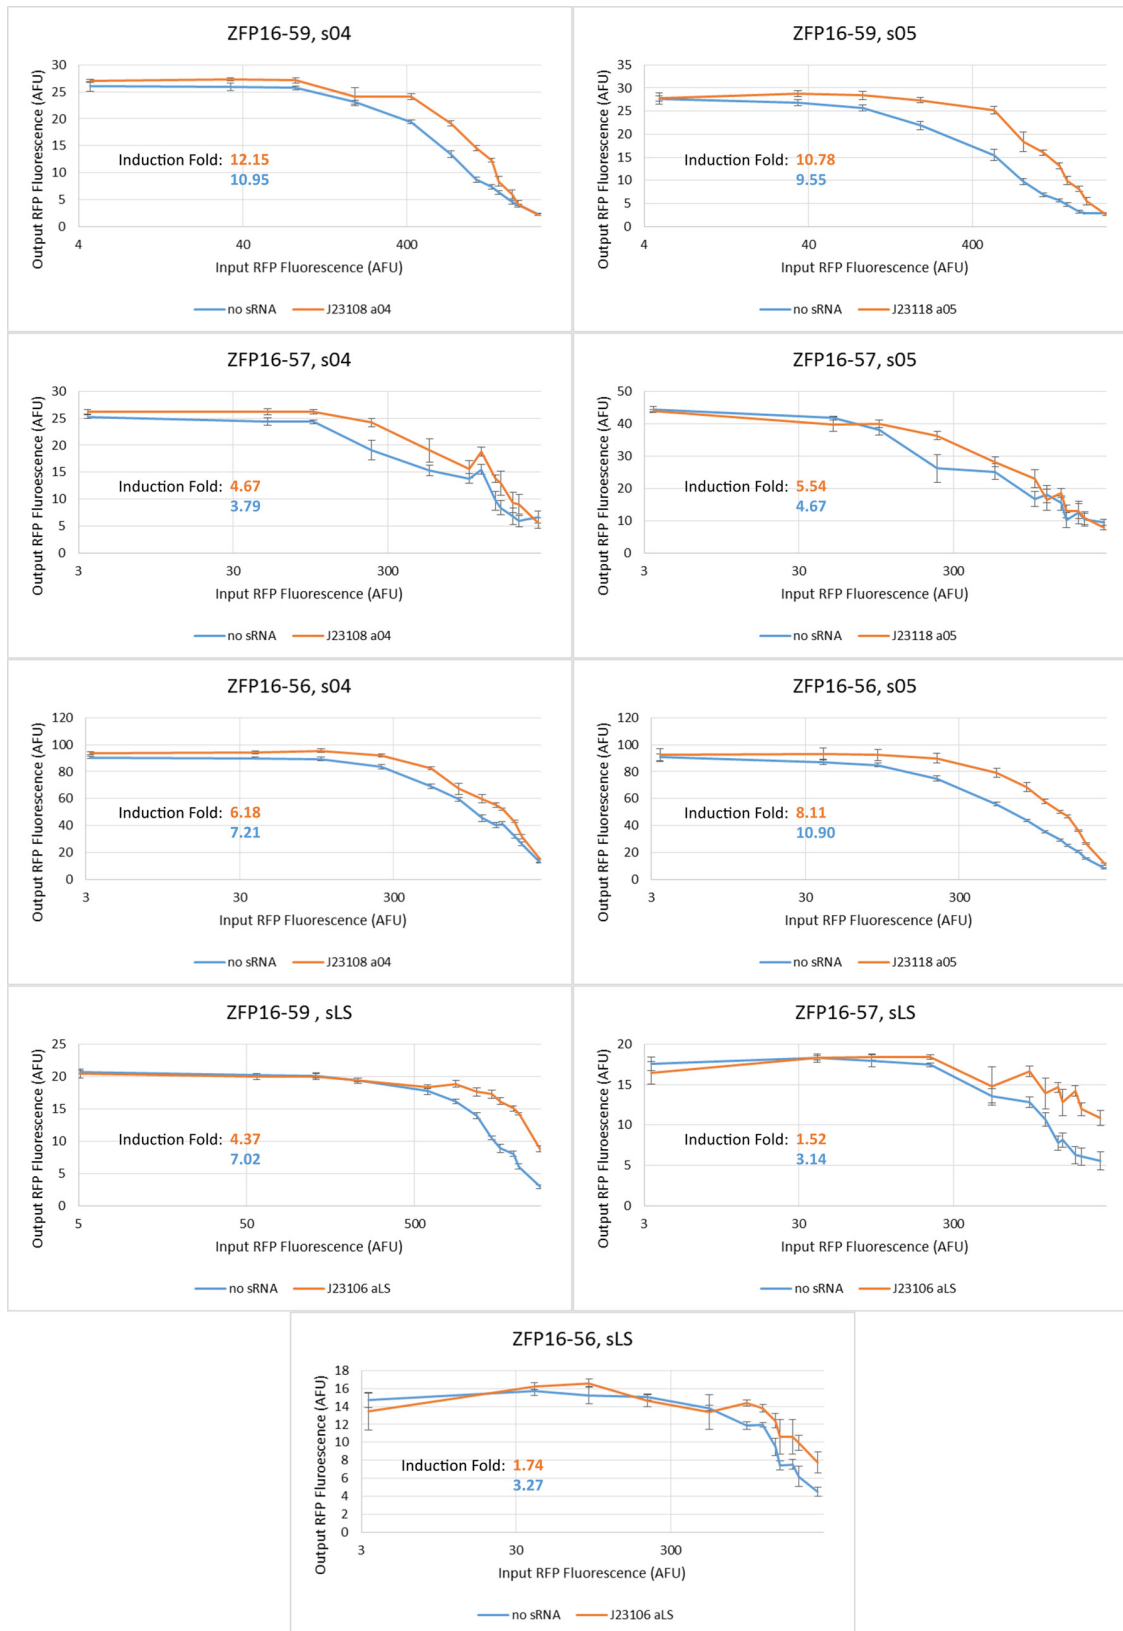 ZFP16-59, s04
Output RFP Fluorescence (AFU)
30
25
20
15
10
5
0
Induction Fold: 12.15
10.95
4
40
400
Input RFP Fluorescence (AFU)
no sRNA
J23108 a04
ZFP16-59, s05
Output RFP Fluorescence (AFU)
35
30
25
20
15
10
5
0
Induction Fold: 10.78
9.55
4
40
400
Input RFP Fluorescence (AFU)
no sRNA
J23118 a05
ZFP16-57, s04
Output RFP Fluroescence (AFU)
30
25
20
15
10
5
0
Induction Fold: 4.67
3.79
3
30
300
Input RFP Fluorescence (AFU)
no sRNA
J23108 a04
ZFP16-57, s05
Output RFP Fluroescence (AFU)
50
40
30
20
10
0
Induction Fold: 5.54
4.67
3
30
300
Input RFP Fluorescence (AFU)
no sRNA
J23118 a05
ZFP16-56, s04
Output RFP Fluorescence (AFU)
120
100
80
60
40
20
0
Induction Fold: 6.18
7.21
3
30
300
Input RFP Fluorescence (AFU)
no sRNA
J23108 a04
ZFP16-56, s05
Output RFP Fluorescence (AFU)
120
100
80
60
40
20
0
Induction Fold: 8.11
10.90
3
30
300
Input RFP Fluorescence (AFU)
no sRNA
J23118 a05
ZFP16-59 , sLS
Output RFP Fluorescence (AFU)
25
20
15
10
5
0
Induction Fold: 4.37
7.02
5
50
500
Input RFP Fluorescence (AFU)
no sRNA
J23106 aLS
ZFP16-57, sLS
Output RFP Fluroescence (AFU)
20
15
10
5
0
Induction Fold: 1.52
3.14
3
30
300
Input RFP Fluorescence (AFU)
no sRNA
J23106 aLS
ZFP16-56, sLS
Output RFP Fluroescence (AFU)
18
16
14
12
10
8
6
4
2
0
Induction Fold: 1.74
3.27
3
30
300
Input RFP Fluorescence (AFU)
no sRNA
J23106 aLS